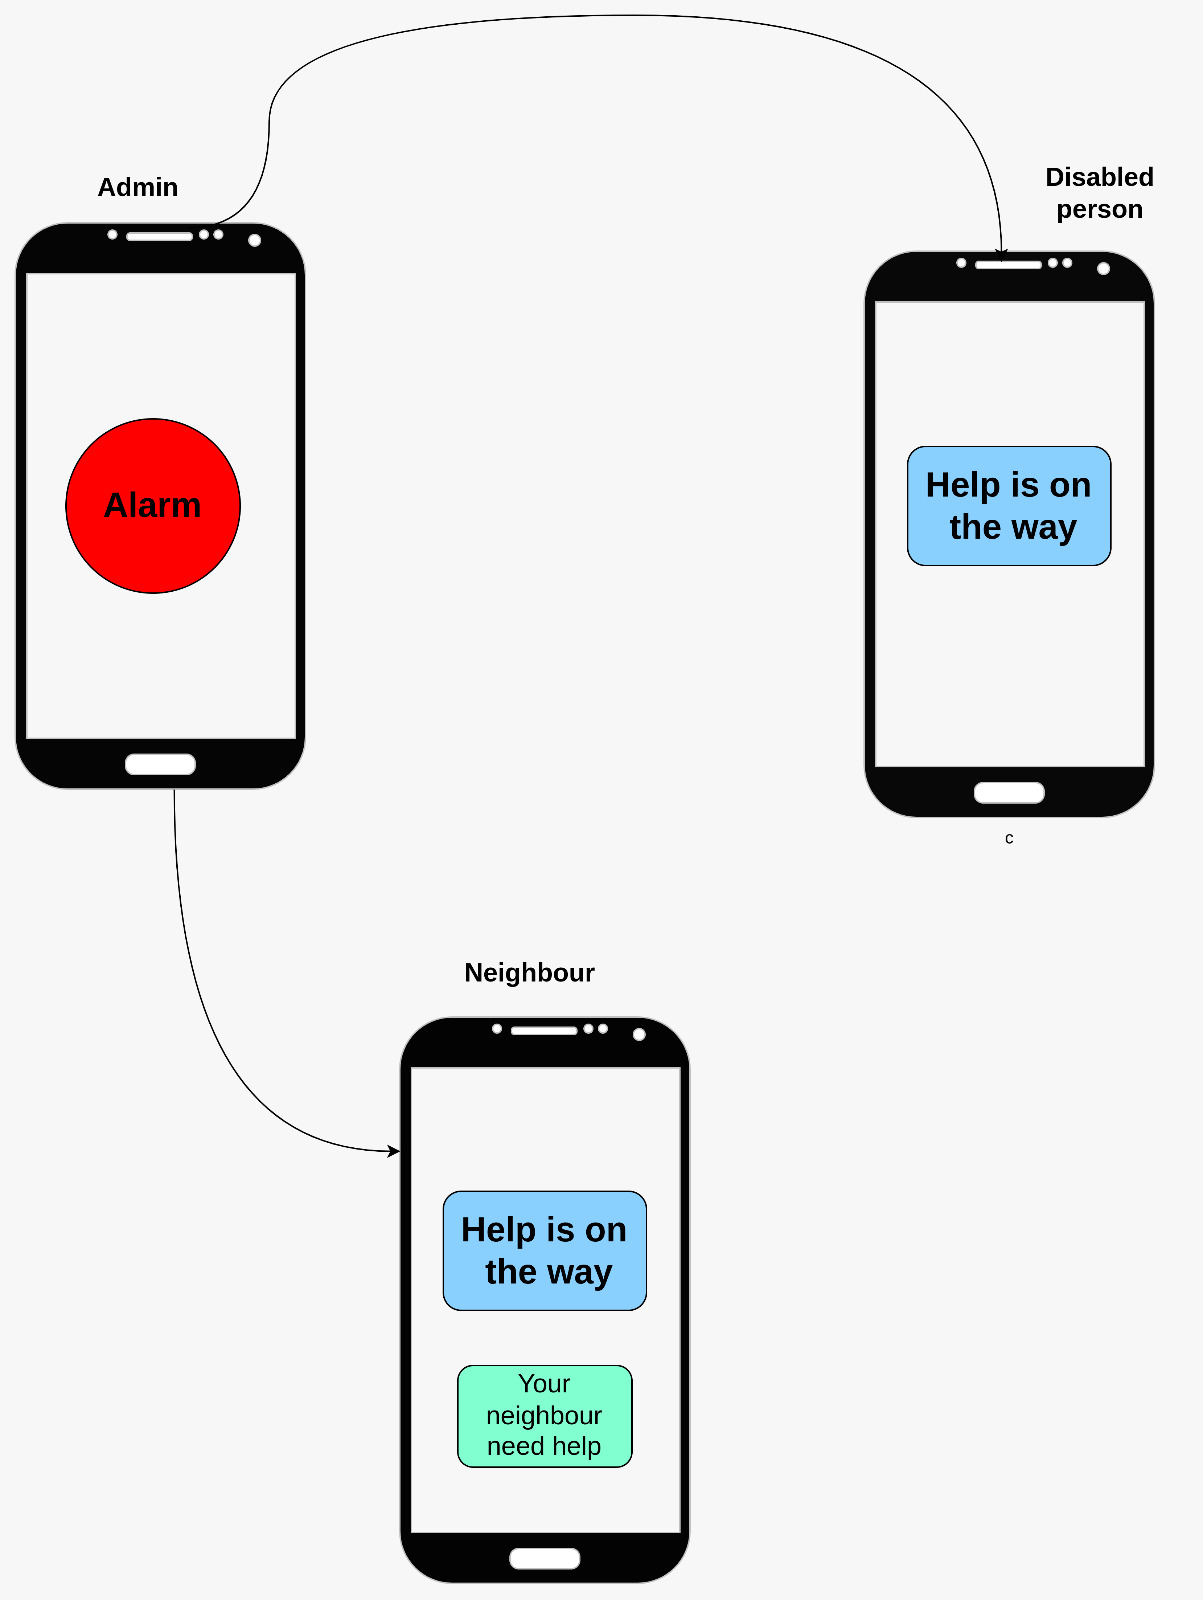 Admin
Alarm
Disabled
person
Help is on
the way
c
Neighbour
Help is on
the way
Your
neighbour
need help